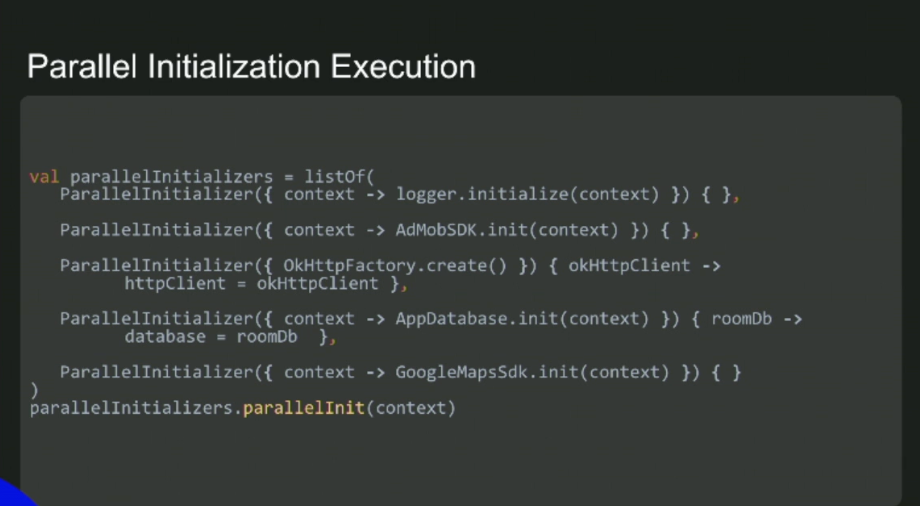 Parallel Initialization Execution
val parallelInitializers = listOf(
ParallelInitializer({ context -> logger.initialize(context) }) { },
ParallelInitializer({ context -> AdMobSDK.init(context) }) { },
ParallelInitializer({ OkHttpFactory.create() }) { okHttpClient ->
httpClient = okHttpClient },
ParallelInitializer({ context -> AppDatabase.init(context) }) { roomDb ->
database = roomDb  },
ParallelInitializer({ context -> GoogleMapsSdk.init(context) }) { }
)
parallelInitializers.parallelInit(context)